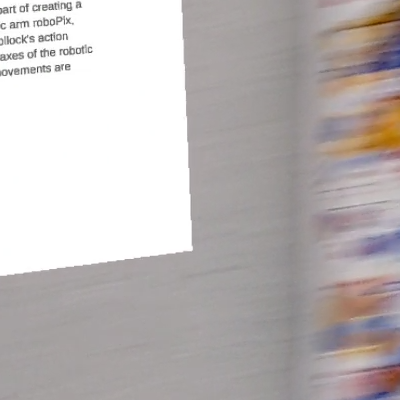 part of creating a
c arm roboPix,
ollock's action
axes of the robotic
ovements are